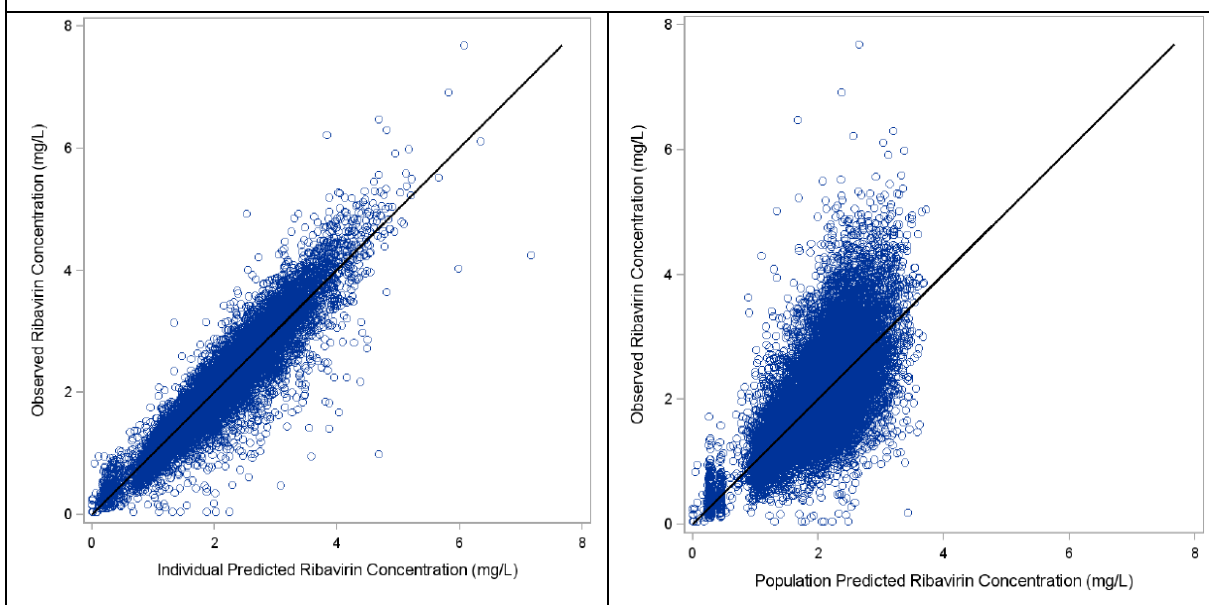 8
6
4
2
0
Observed Ribavirin Concentration (mg/L)
0 2 4 6 8
Individual Predicted Ribavirin Concentration (mg/L)
8
6
4
2
0
Observed Ribavirin Concentration (mg/L)
0 2 4 6 8
Population Predicted Ribavirin Concentration (mg/L)